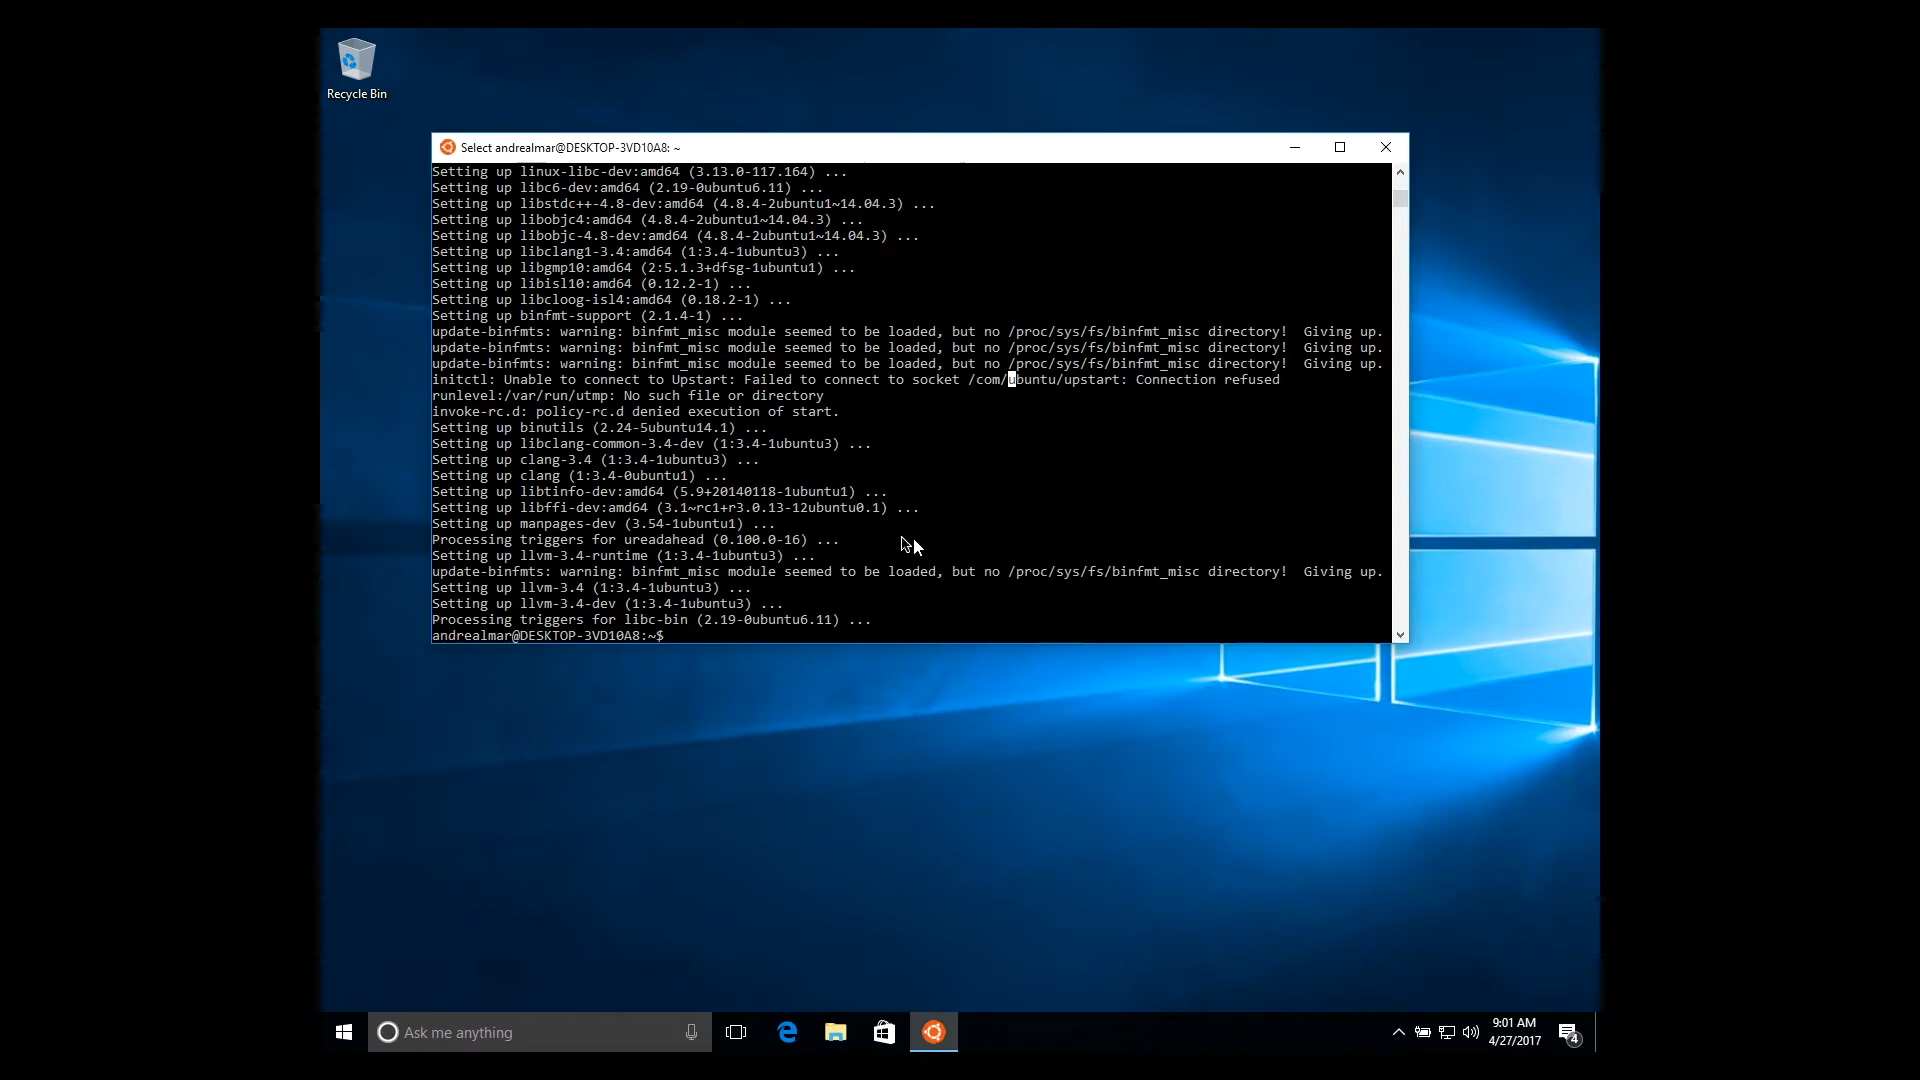 Recycle Bin
Select andrealmar@DESKTOP-3VD10A8: ~
Setting up linux-libc-dev:amd64 (3.13.0-117.164) ...
Setting up libc6-dev:amd64 (2.19-0ubuntu6.11) ...
Setting up libstdc++-4.8-dev:amd64 (4.8.4-2ubuntu1~14.04.3) ...
Setting up libobjc4:amd64 (4.8.4-2ubuntu1~14.04.3) ...
Setting up libobjc-4.8-dev:amd64 (4.8.4-2ubuntu1~14.04.3) ...
Setting up libclang1-3.4:amd64 (1:3.4-1ubuntu3) ...
Setting up libgmp10:amd64 (2:5.1.3+dfsg-1ubuntu1) ...
Setting up libisl10:amd64 (0.12.2-1) ...
Setting up libcloog-isl4:amd64 (0.18.2-1) ...
Setting up binfmt-support (2.1.4-1) ...
update-binfmts: warning: binfmt_misc module seemed to be loaded, but no /proc/sys/fs/binfmt_misc directory!  Giving up.
update-binfmts: warning: binfmt_misc module seemed to be loaded, but no /proc/sys/fs/binfmt_misc directory!  Giving up.
update-binfmts: warning: binfmt_misc module seemed to be loaded, but no /proc/sys/fs/binfmt_misc directory!  Giving up.
initctl: Unable to connect to Upstart: Failed to connect to socket /com/ubuntu/upstart: Connection refused
runlevel:/var/run/utmp: No such file or directory
invoke-rc.d: policy-rc.d denied execution of start.
Setting up binutils (2.24-5ubuntu14.1) ...
Setting up libclang-common-3.4-dev (1:3.4-1ubuntu3) ...
Setting up clang-3.4 (1:3.4-1ubuntu3) ...
Setting up clang (1:3.4-0ubuntu1) ...
Setting up libtinfo-dev:amd64 (5.9+20140118-1ubuntu1) ...
Setting up libffi-dev:amd64 (3.1~rc1+r3.0.13-12ubuntu0.1) ...
Setting up manpages-dev (3.54-1ubuntu1) ...
Processing triggers for ureadahead (0.100.0-16) ...
Setting up llvm-3.4-runtime (1:3.4-1ubuntu3) ...
update-binfmts: warning: binfmt_misc module seemed to be loaded, but no /proc/sys/fs/binfmt_misc directory!  Giving up.
Setting up llvm-3.4 (1:3.4-1ubuntu3) ...
Setting up llvm-3.4-dev (1:3.4-1ubuntu3) ...
Processing triggers for libc-bin (2.19-0ubuntu6.11) ...
andrealmar@DESKTOP-3VD10A8:~$
Ask me anything
9:01 AM
4/27/2017
4